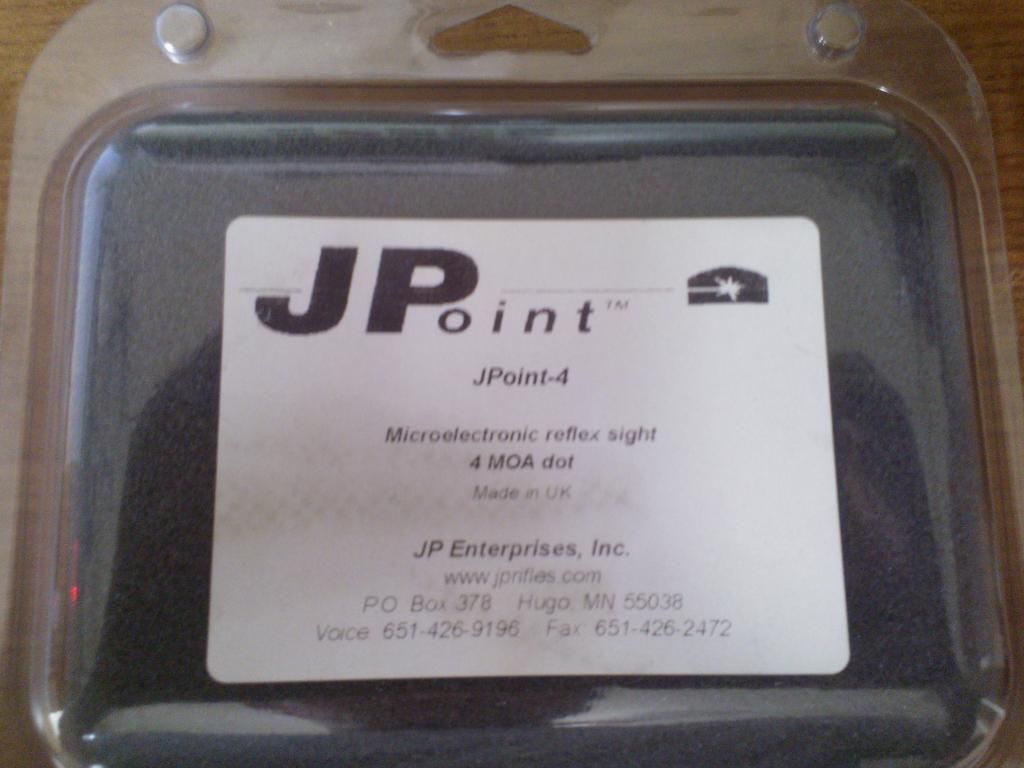 JPoint™
JPoint-4
Microelectronic reflex sight
4 MOA dot
Made in UK
JP Enterprises, Inc.
www.jprifles.com
PO Box 378 Hugo, MN 55038
Voice: 651-426-9196 Fax: 651-426-2472